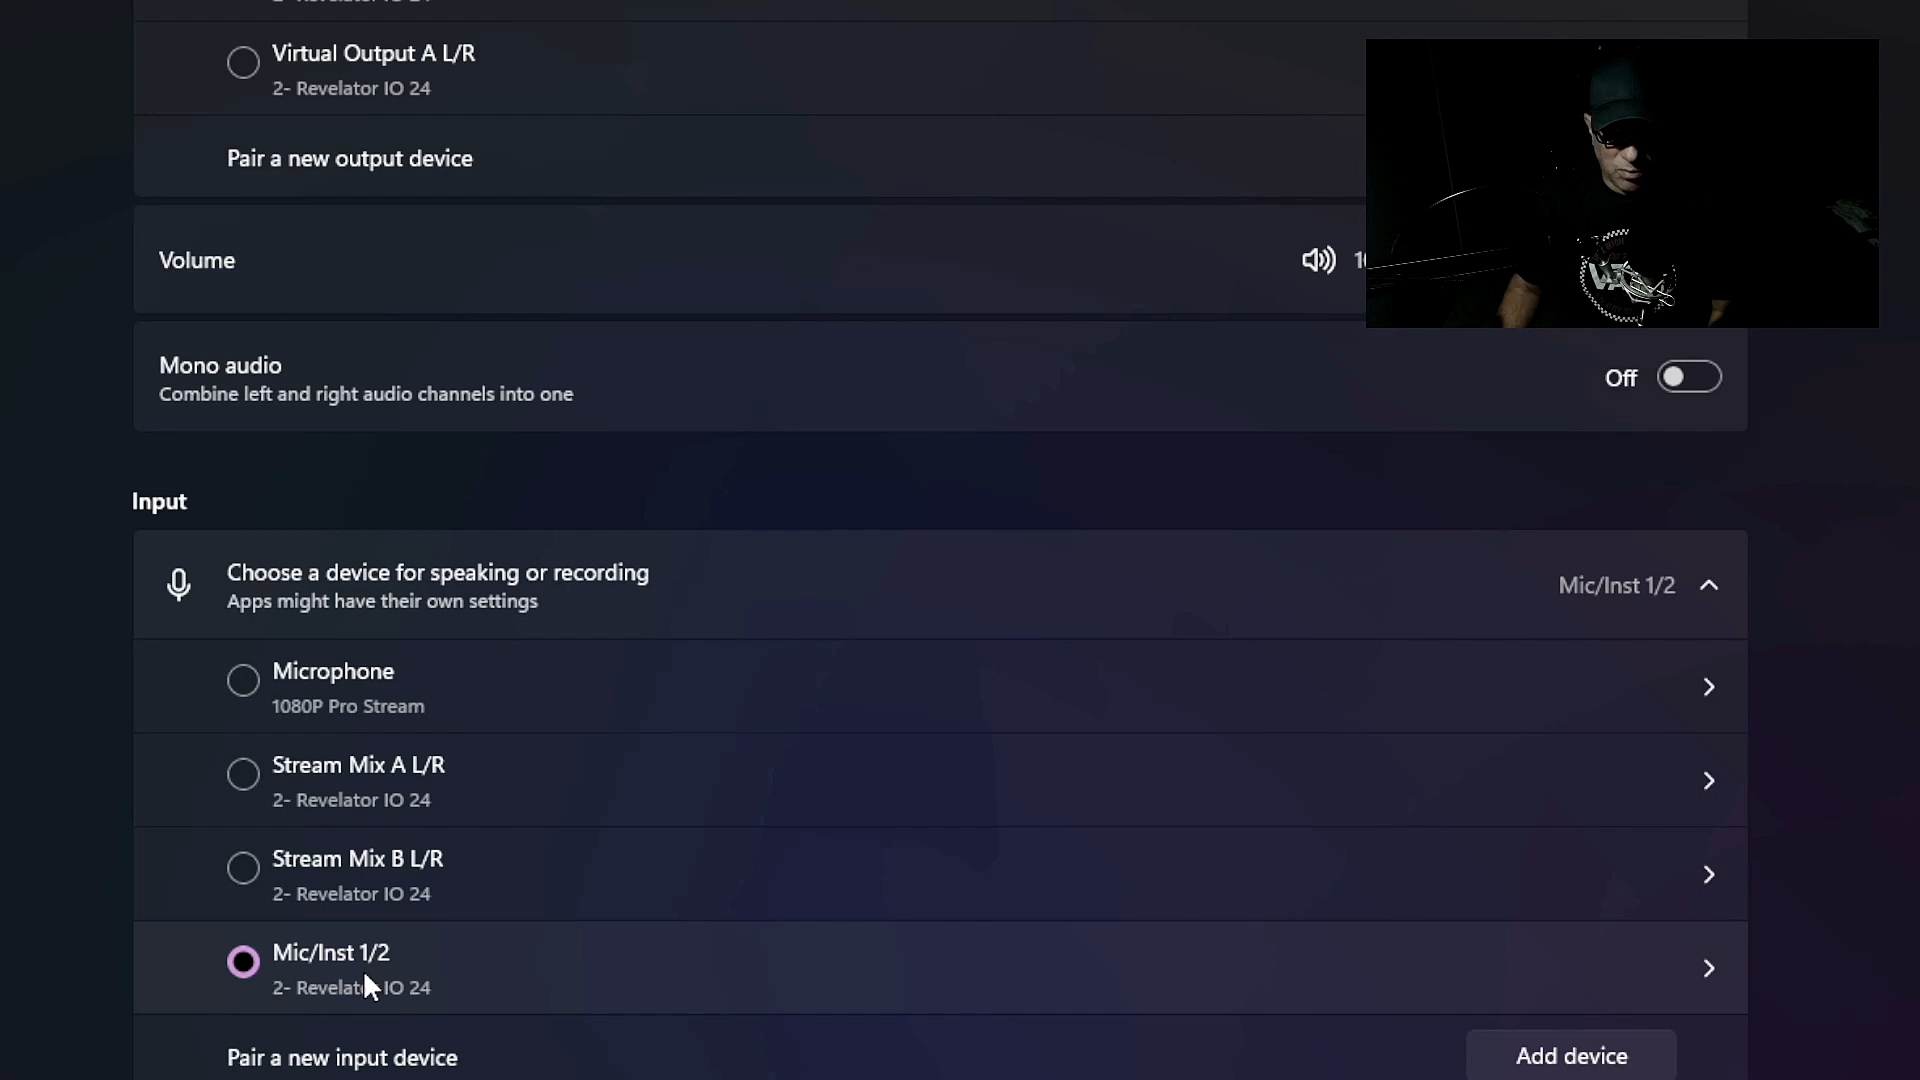 Virtual Output A L/R
2- Revelator IO 24
Pair a new output device
Volume
Mono audio
Combine left and right audio channels into one
Off
Input
Choose a device for speaking or recording
Apps might have their own settings
Mic/Inst 1/2
Microphone
1080P Pro Stream
Stream Mix A L/R
2- Revelator IO 24
Stream Mix B L/R
2- Revelator IO 24
Mic/Inst 1/2
2- Revelator IO 24
Pair a new input device
Add device